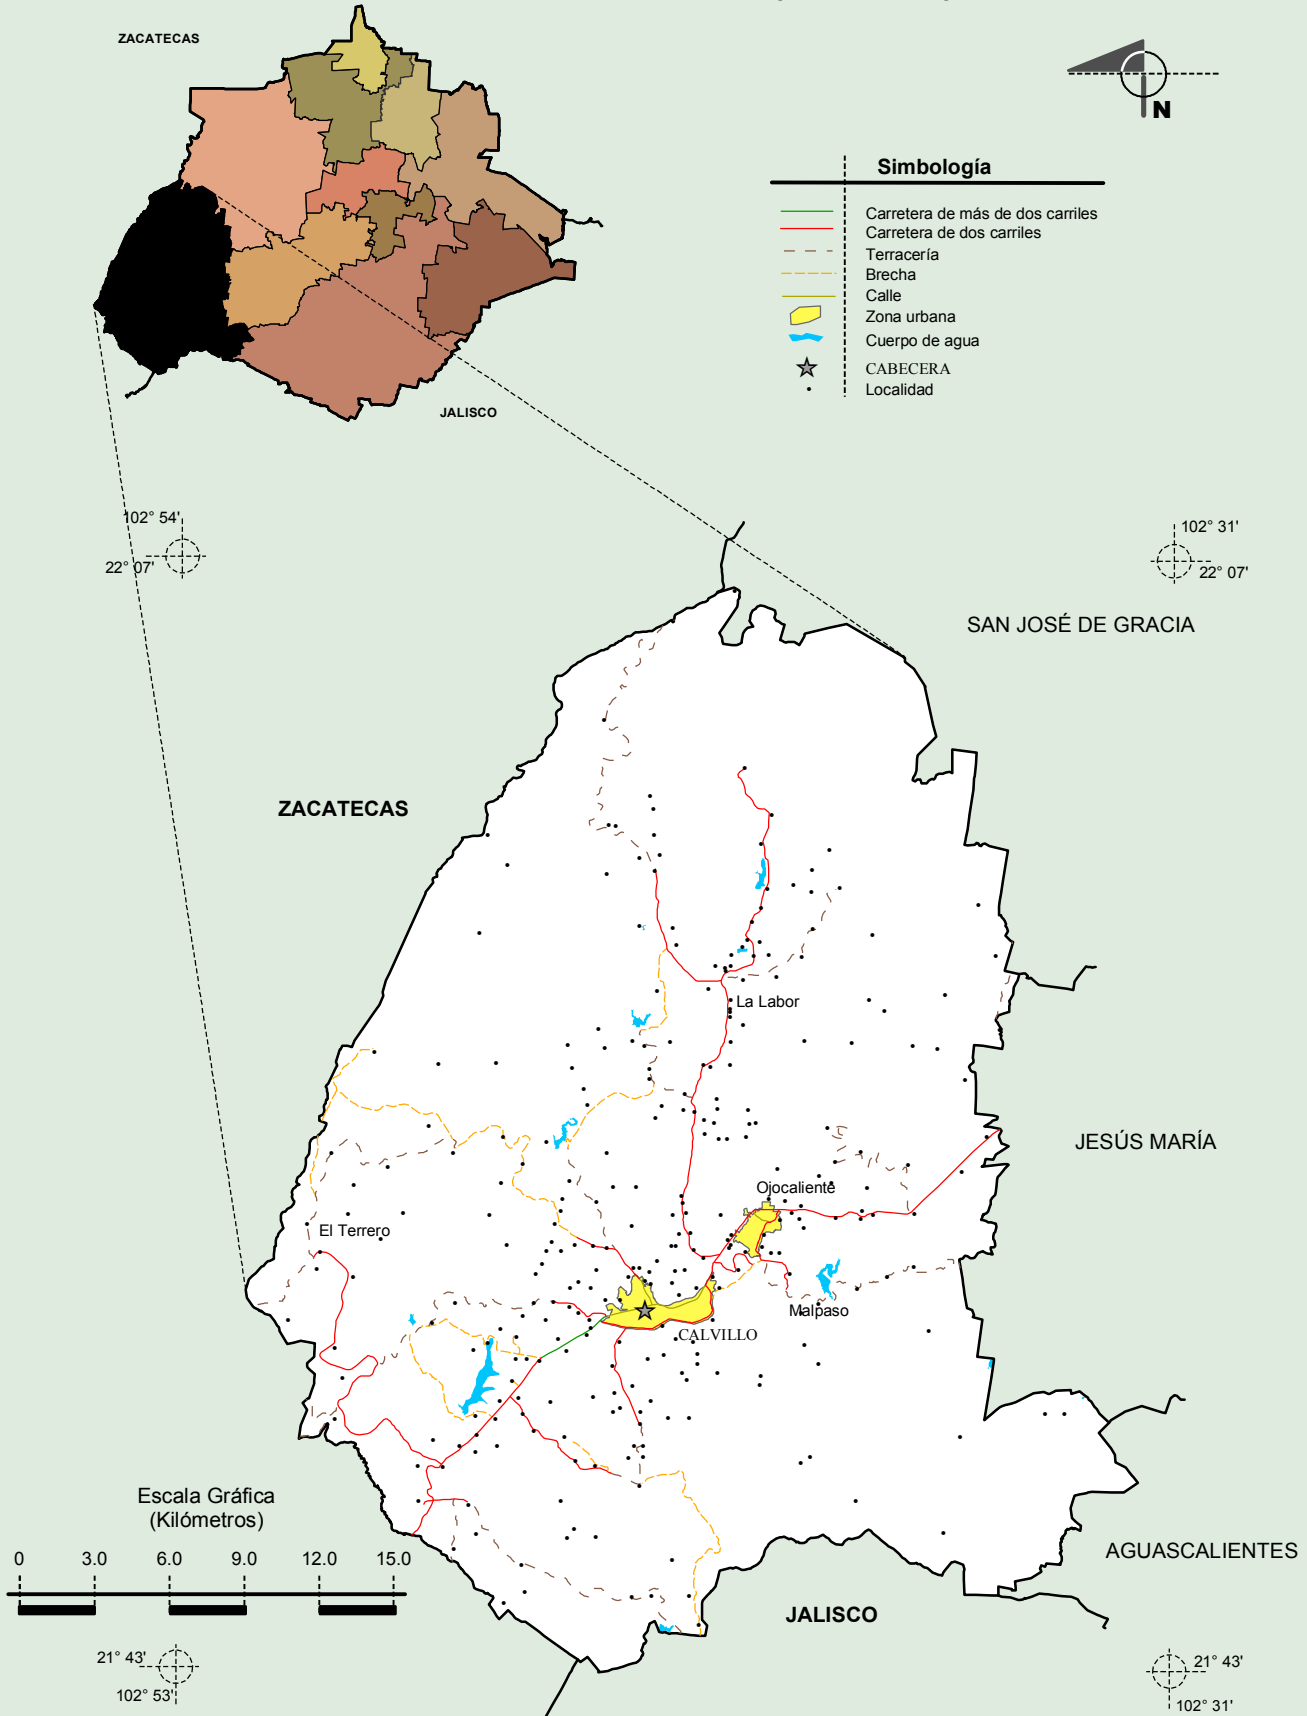 ZACATECAS
N
Simbología
Carretera de más de dos carriles
Carretera de dos carriles
Terracería
Brecha
Calle
Zona urbana
Cuerpo de agua
CABECERA
Localidad
JALISCO
102° 54'
22° 07'
102° 31'
22° 07'
SAN JOSÉ DE GRACIA
ZACATECAS
La Labor
JESÚS MARÍA
Ojocaliente
El Terrero
Malpaso
CALVILLO
Escala Gráfica
(Kilómetros)
0 3.0 6.0 9.0 12.0 15.0
AGUASCALIENTES
JALISCO
21° 43'
102° 53'
21° 43'
102° 31'